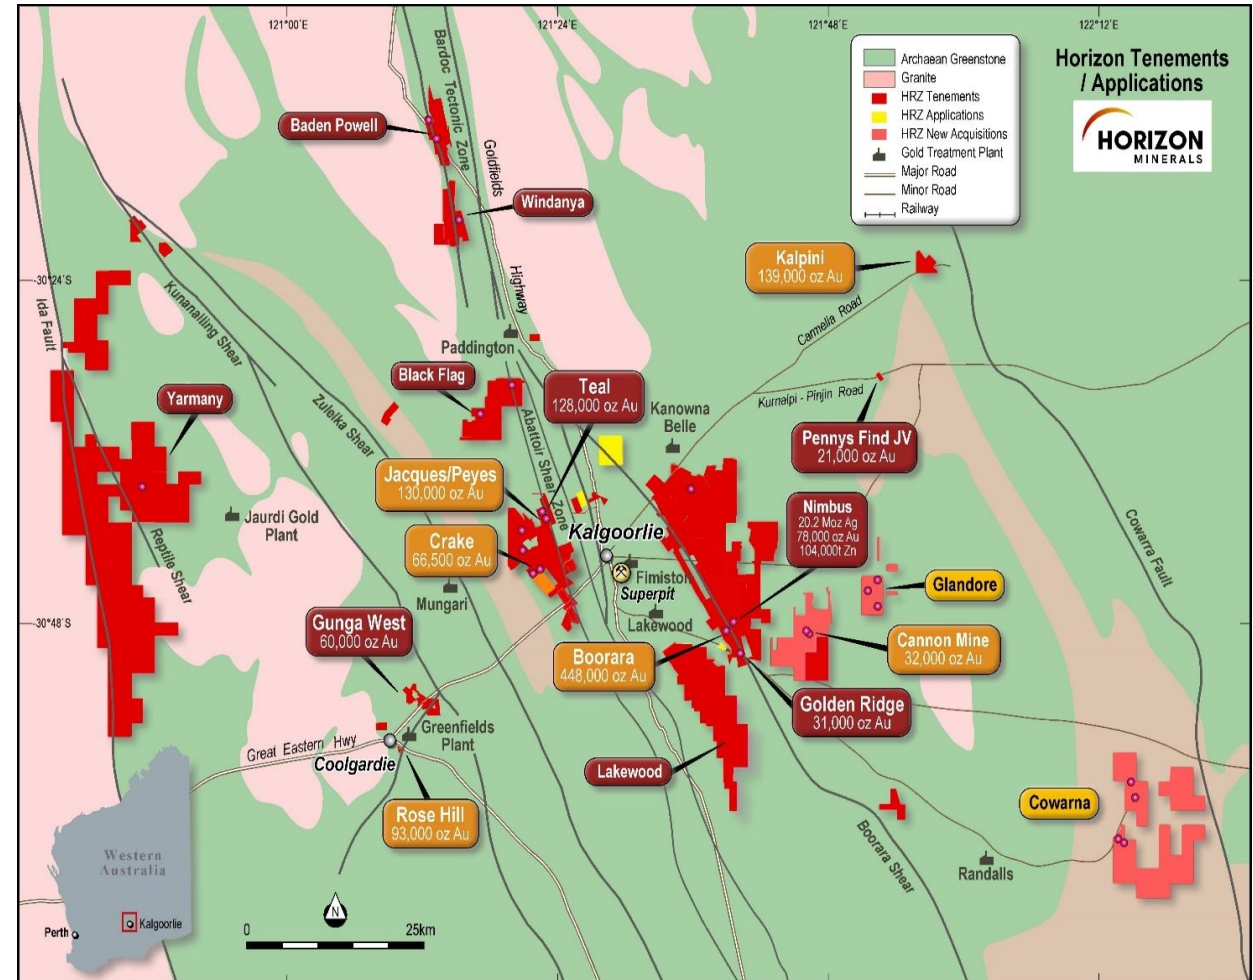 121°00'
121°24'
121°48'
122°12'
Horizon Tenements
/ Applications
HORIZON
MINERALS
Archaean Greenstone
Granite
HRZ Tenements
HRZ Applications
HRZ New Acquisitions
Gold Treatment Plant
Major Road
Minor Road
Railway
Bardoc Tectonic Zone
Goldfields
Highway
Baden Powell
Windanya
Kalpini
139,000 oz Au
-30°24'S
Ida Fault
Kunanalling Shear
Carmelia Road
Paddington
Black Flag
Teal
128,000 oz Au
Kanowna
Belle
Kurnalpi - Pinjin Road
Yarmany
Zuleika Shear
Abattoir Shear Zone
Pennys Find JV
21,000 oz Au
Jacques/Peyes
130,000 oz Au
Nimbus
20.2 Moz Ag
78,000 oz Au
104,000t Zn
Jaurdi Gold
Plant
Reptile Shear
Crake
66,500 oz Au
Kalgoorlie
Cowarra Fault
Fimiston
Superpit
Glandore
Mungari
Lakewood
-30°48'S
Gunga West
60,000 oz Au
Boorara
448,000 oz Au
Cannon Mine
32,000 oz Au
Golden Ridge
31,000 oz Au
Greenfields
Plant
Great Eastern Hwy
Coolgardie
Lakewood
Cowarna
Rose Hill
93,000 oz Au
Boorara Shear
Randalls
Western
Australia
Kalgoorlie
Perth
N
0
25km